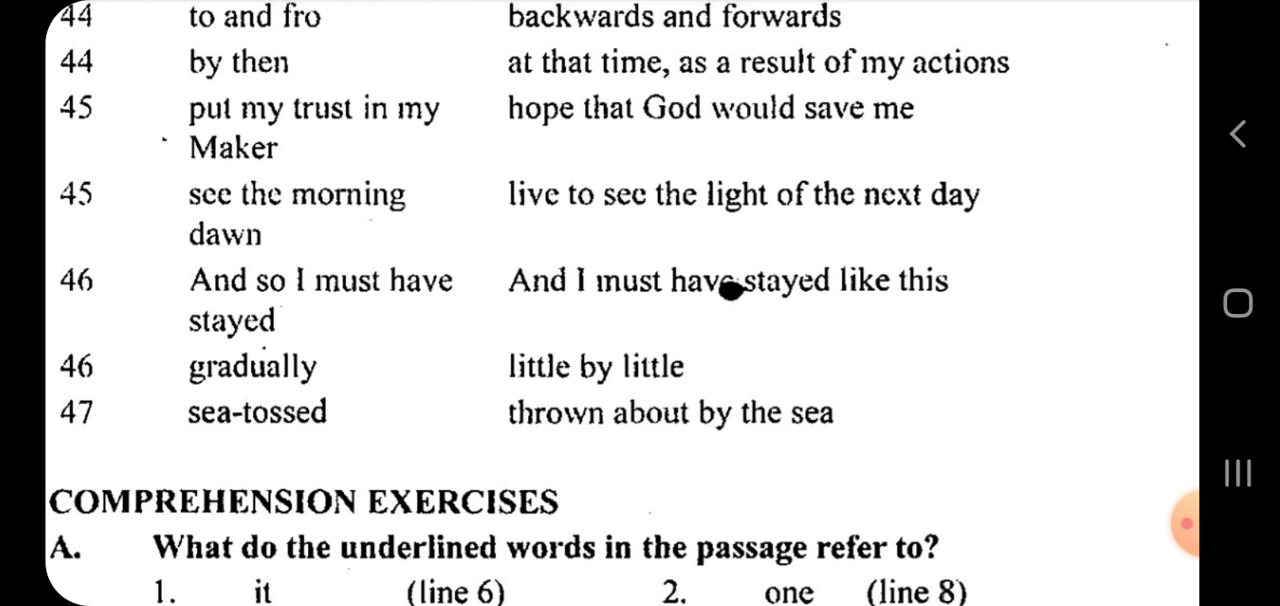 44 to and fro backwards and forwards
44 by then at that time, as a result of my actions
45 put my trust in my hope that God would save me
Maker
45 see the morning live to see the light of the next day
dawn
46 And so I must have And I must have stayed like this
stayed
46 gradually little by little
47 sea-tossed thrown about by the sea
COMPREHENSION EXERCISES
A. What do the underlined words in the passage refer to?
1. it (line 6) 2. one (line 8)